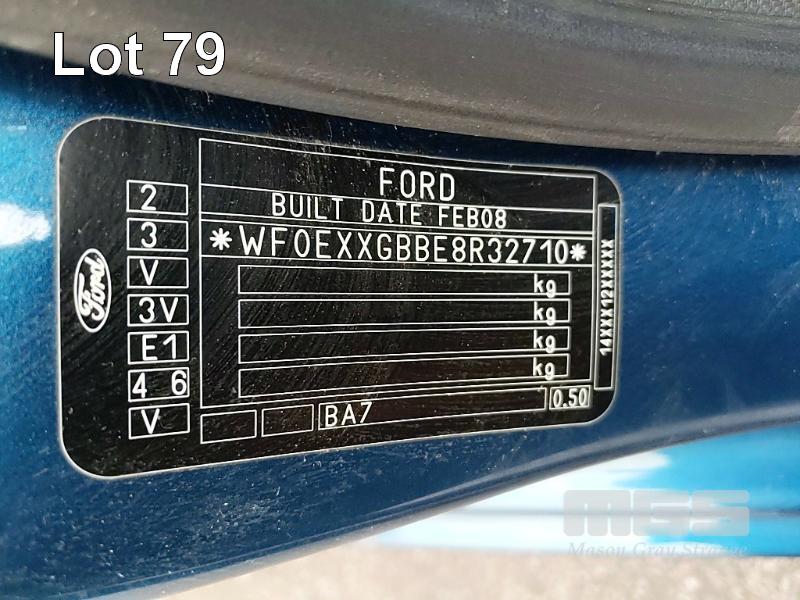 Lot 79
FORD
BUILT DATE FEB08
*WF0EXXGBBE8R32710*
kg
kg
kg
kg
BA7
0.50
14XXX12XXXXX
Ford
2
3
V
3V
E1
4 6
V
MGS
Mason Gray Strange